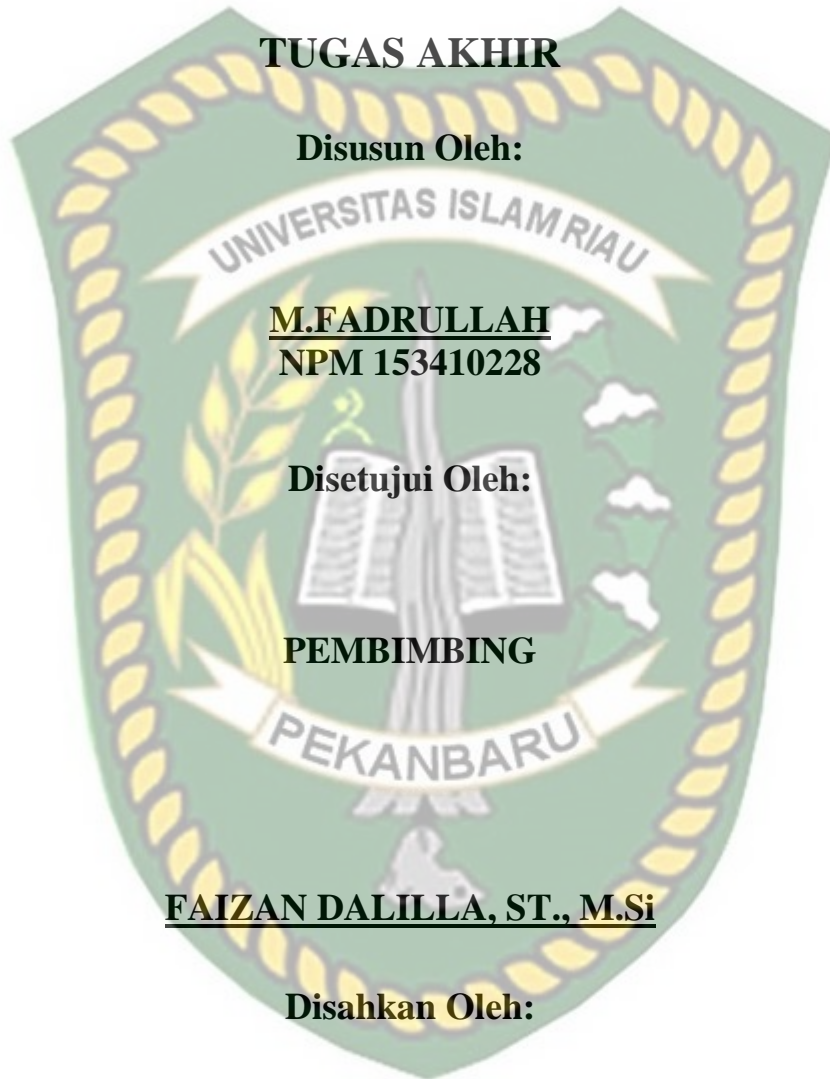 TUGAS AKHIR
Disusun Oleh:
UNIVERSITAS ISLAM RIAU
M.FADRULLAH
NPM 153410228
Disetujui Oleh:
PEMBIMBING
PEKANBARU
FAIZAN DALILLA, ST., M.Si
Disahkan Oleh: